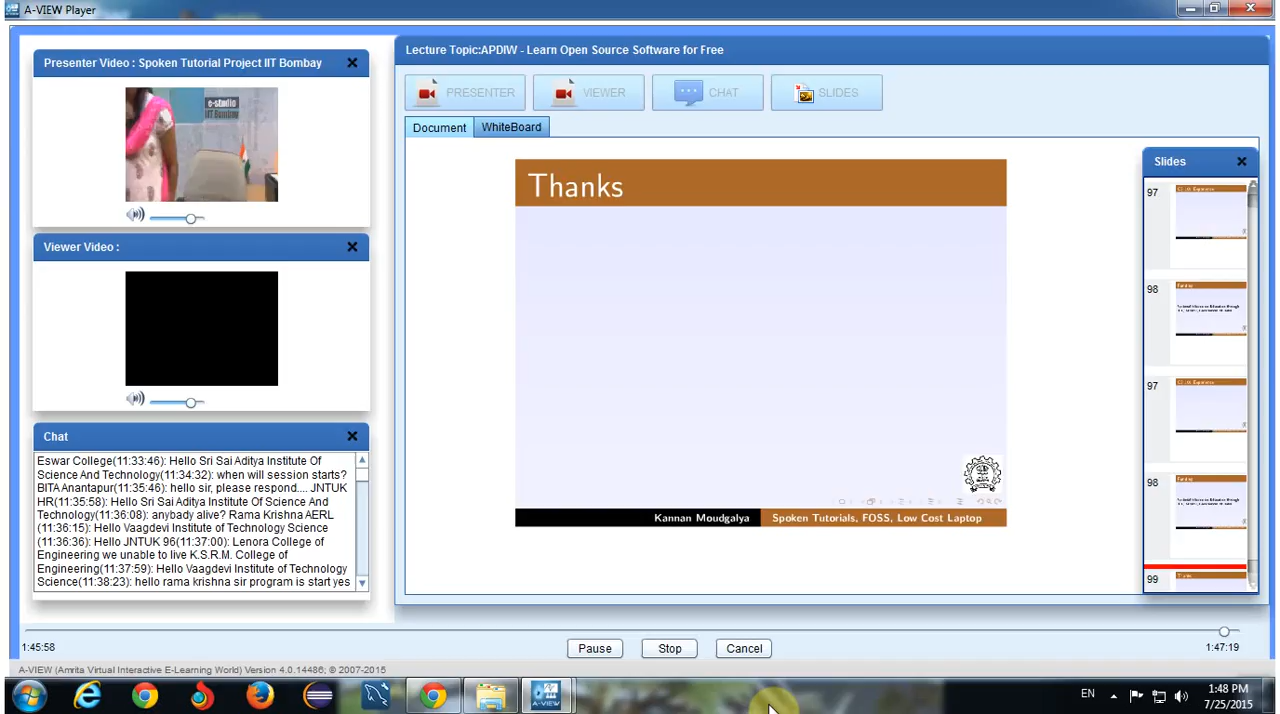 A-VIEW Player
Presenter Video : Spoken Tutorial Project IIT Bombay
e-studio
IIT Bombay
Viewer Video :
Chat
Eswar College(11:33:46): Hello Sri Sai Aditya Institute Of
Science And Technology(11:34:32): when will session starts?
BITA Anantapur(11:35:46): hello sir, please respond.... JNTUK
HR(11:35:58): Hello Sri Sai Aditya Institute Of Science And
Technology(11:36:08): anybady alive? Rama Krishna AERL
(11:36:15): Hello Vaagdevi Institute of Technology Science
(11:36:36): Hello JNTUK 96(11:37:00): Lenora College of
Engineering we unable to live K.S.R.M. College of
Engineering(11:37:59): Hello Vaagdevi Institute of Technology
Science(11:38:23): hello rama krishna sir program is start yes
Lecture Topic:APDIW - Learn Open Source Software for Free
PRESENTER
VIEWER
CHAT
SLIDES
Document
WhiteBoard
Thanks
Kannan Moudgalya
Spoken Tutorials, FOSS, Low Cost Laptop
Slides
97
98
Funding
97
98
Funding
99
Thanks
1:45:58
Pause
Stop
Cancel
1:47:19
A-VIEW (Amrita Virtual Interactive E-Learning World) Version 4.0.14486; © 2007-2015
A-VIEW
EN
1:48 PM
7/25/2015